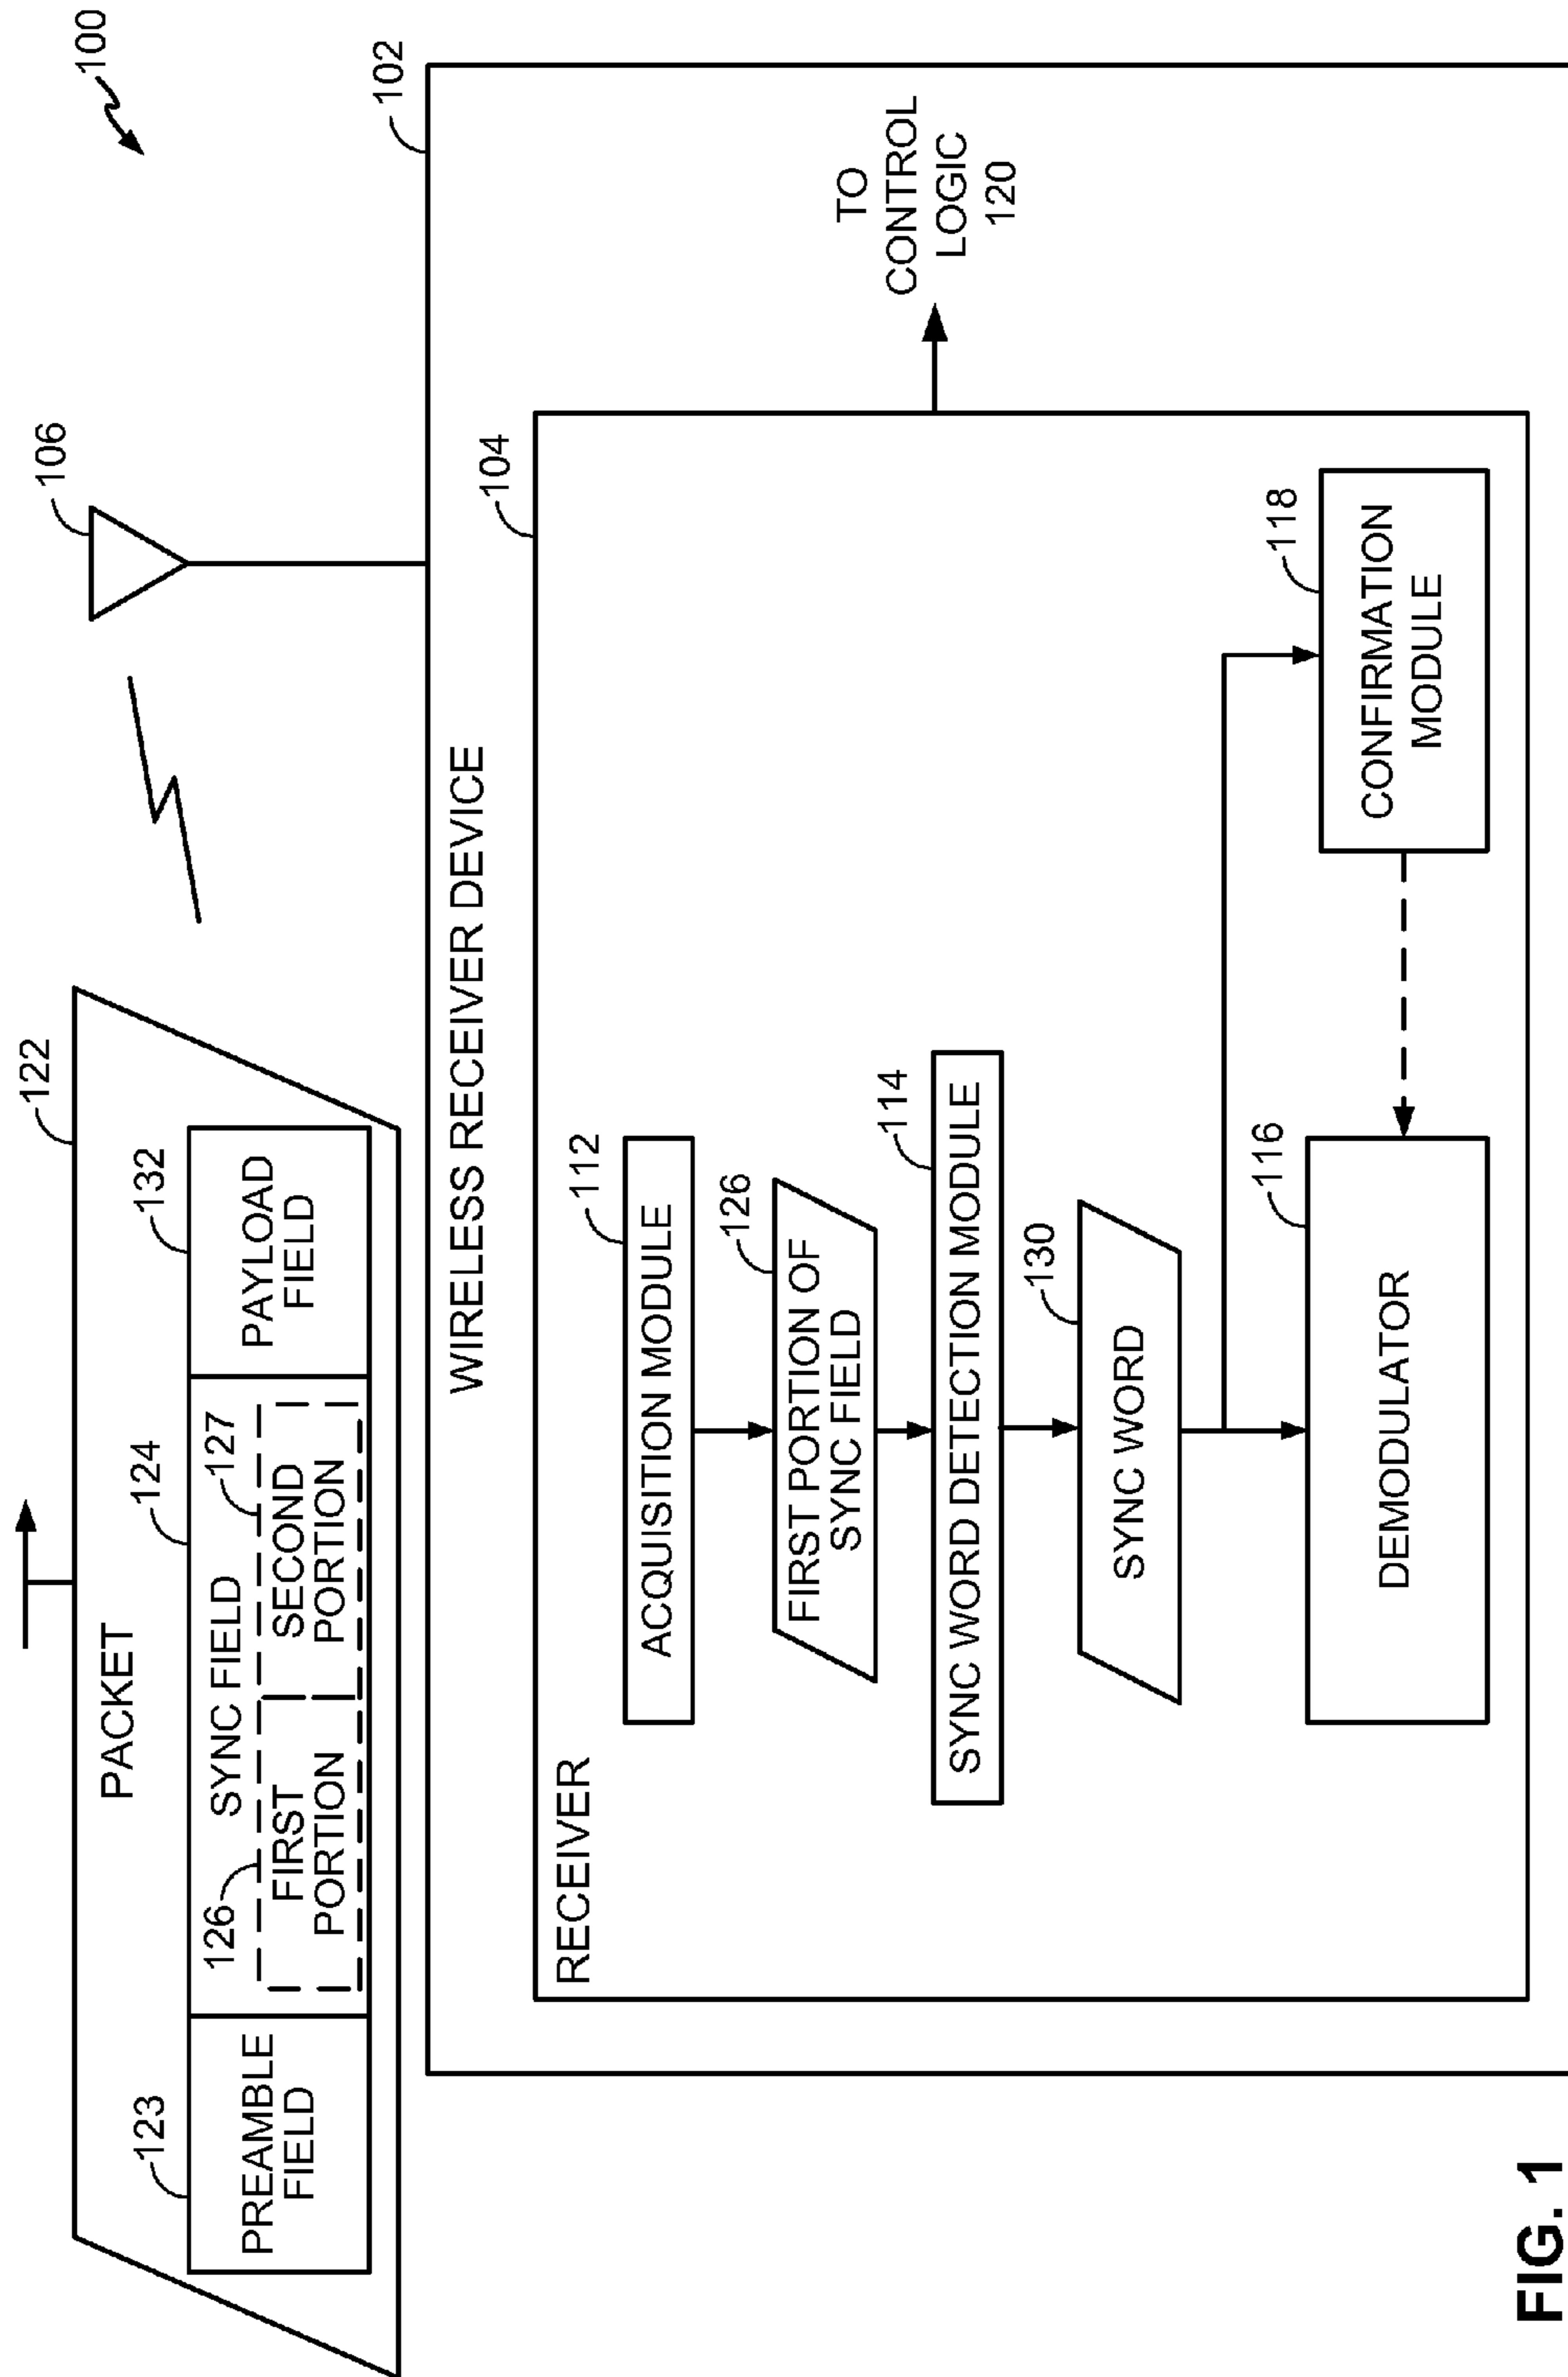 100
122
106
PACKET
123
124
132
126
SYNC FIELD
127
PREAMBLE
FIELD
FIRST
PORTION
SECOND
PORTION
PAYLOAD
FIELD
102
WIRELESS RECEIVER DEVICE
104
RECEIVER
112
ACQUISITION MODULE
126
FIRST PORTION OF
SYNC FIELD
114
SYNC WORD DETECTION MODULE
130
SYNC WORD
116
DEMODULATOR
118
CONFIRMATION
MODULE
TO
CONTROL
LOGIC
120
FIG. 1